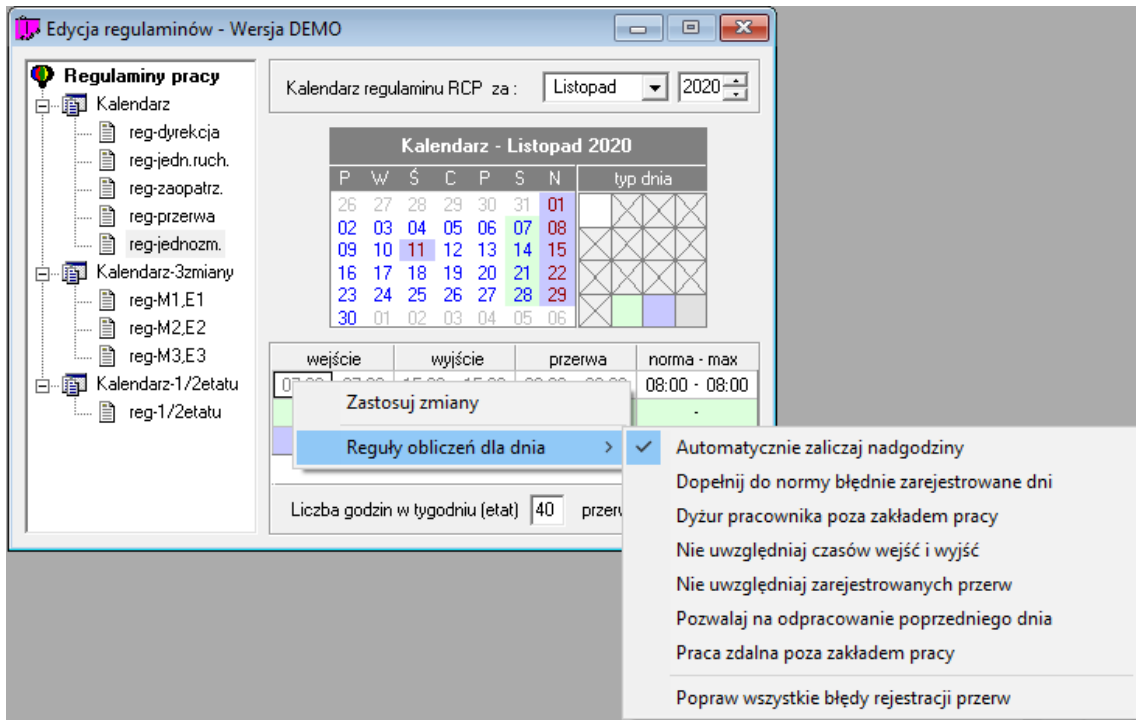 Edycja regulaminów - Wersja DEMO
Regulaminy pracy
Kalendarz
reg-dyrekcja
reg-jedn.ruch.
reg-zaopatrz.
reg-przerwa
reg-jednozm.
Kalendarz-3zmiany
reg-M1,E1
reg-M2,E2
reg-M3,E3
Kalendarz-1/2etatu
reg-1/2etatu
Kalendarz regulaminu RCP za : Listopad 2020
Kalendarz - Listopad 2020
P W Ś C P S N typ dnia
26 27 28 29 30 31 01
02 03 04 05 06 07 08
09 10 11 12 13 14 15
16 17 18 19 20 21 22
23 24 25 26 27 28 29
30 01 02 03 04 05 06
wejście wyjście przerwa norma - max
08:00 - 08:00
-
Zastosuj zmiany
Reguły obliczeń dla dnia >
Liczba godzin w tygodniu (etat) 40
Automatycznie zaliczaj nadgodziny
Dopełnij do normy błędnie zarejestrowane dni
Dyżur pracownika poza zakładem pracy
Nie uwzględniaj czasów wejść i wyjść
Nie uwzględniaj zarejestrowanych przerw
Pozwalaj na odpracowanie poprzedniego dnia
Praca zdalna poza zakładem pracy
Popraw wszystkie błędy rejestracji przerw